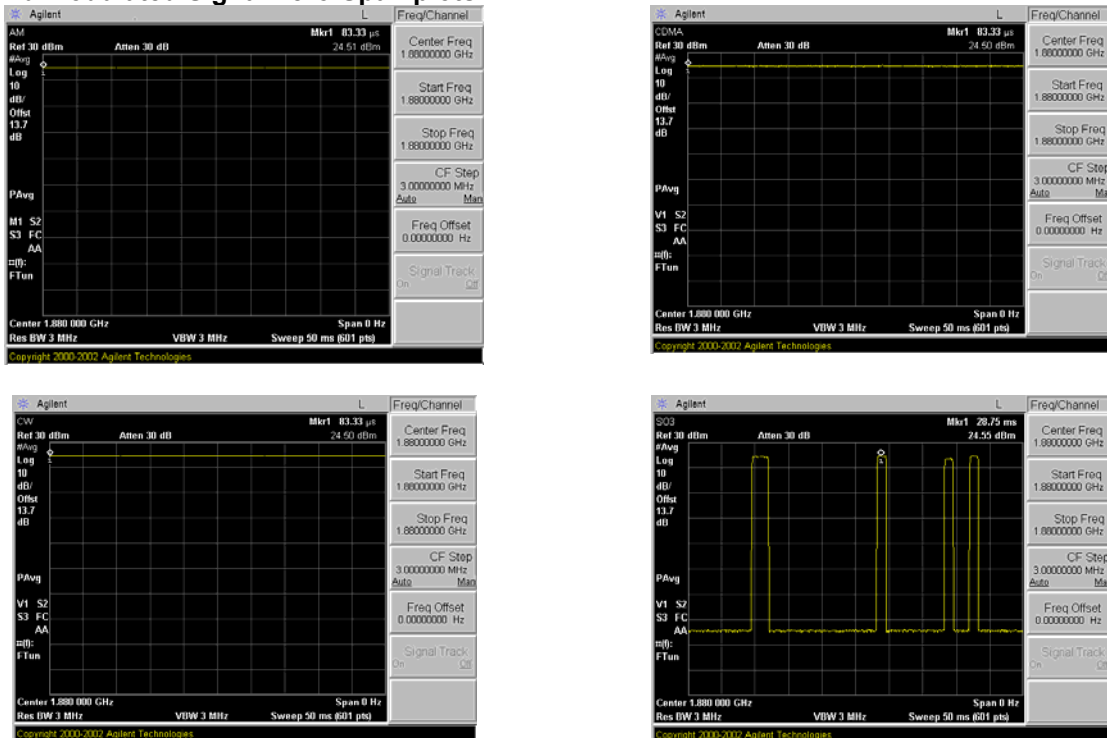 Agilent L Freq/Channel
AM Mkr1 83.33 µs
Ref 30 dBm Atten 30 dB 24.51 dBm
#Avg
Log
10
dB/
Offst
13.7
dB
PAvg
M1 S2
S3 FC
AA
¤(f):
FTun
1
Center 1.880 000 GHz Span 0 Hz
Res BW 3 MHz VBW 3 MHz Sweep 50 ms (601 pts)
Copyright 2000-2002 Agilent Technologies
Center Freq
1.88000000 GHz
Start Freq
1.88000000 GHz
Stop Freq
1.88000000 GHz
CF Step
3.00000000 MHz
Auto Man
Freq Offset
0.00000000 Hz
Signal Track
On Off
Agilent L Freq/Channel
CDMA Mkr1 83.33 µs
Ref 30 dBm Atten 30 dB 24.50 dBm
#Avg
Log
10
dB/
Offst
13.7
dB
PAvg
V1 S2
S3 FC
AA
¤(f):
FTun
1
Center 1.880 000 GHz Span 0 Hz
Res BW 3 MHz VBW 3 MHz Sweep 50 ms (601 pts)
Copyright 2000-2002 Agilent Technologies
Center Freq
1.88000000 GHz
Start Freq
1.88000000 GHz
Stop Freq
1.88000000 GHz
CF Step
3.00000000 MHz
Auto
Freq Offset
0.00000000 Hz
Signal Track
On
Agilent L Freq/Channel
CW Mkr1 83.33 µs
Ref 30 dBm Atten 30 dB 24.50 dBm
#Avg
Log
10
dB/
Offst
13.7
dB
PAvg
V1 S2
S3 FC
AA
¤(f):
FTun
1
Center 1.880 000 GHz Span 0 Hz
Res BW 3 MHz VBW 3 MHz Sweep 50 ms (601 pts)
Copyright 2000-2002 Agilent Technologies
Center Freq
1.88000000 GHz
Start Freq
1.88000000 GHz
Stop Freq
1.88000000 GHz
CF Step
3.00000000 MHz
Auto Man
Freq Offset
0.00000000 Hz
Signal Track
On Off
Agilent L Freq/Channel
SO3 Mkr1 28.75 ms
Ref 30 dBm Atten 30 dB 24.55 dBm
#Avg
Log
10
dB/
Offst
13.7
dB
PAvg
V1 S2
S3 FC
AA
¤(f):
FTun
1
Center 1.880 000 GHz Span 0 Hz
Res BW 3 MHz VBW 3 MHz Sweep 50 ms (601 pts)
Copyright 2000-2002 Agilent Technologies
Center Freq
1.88000000 GHz
Start Freq
1.88000000 GHz
Stop Freq
1.88000000 GHz
CF Step
3.00000000 MHz
Auto
Freq Offset
0.00000000 Hz
Signal Track
On